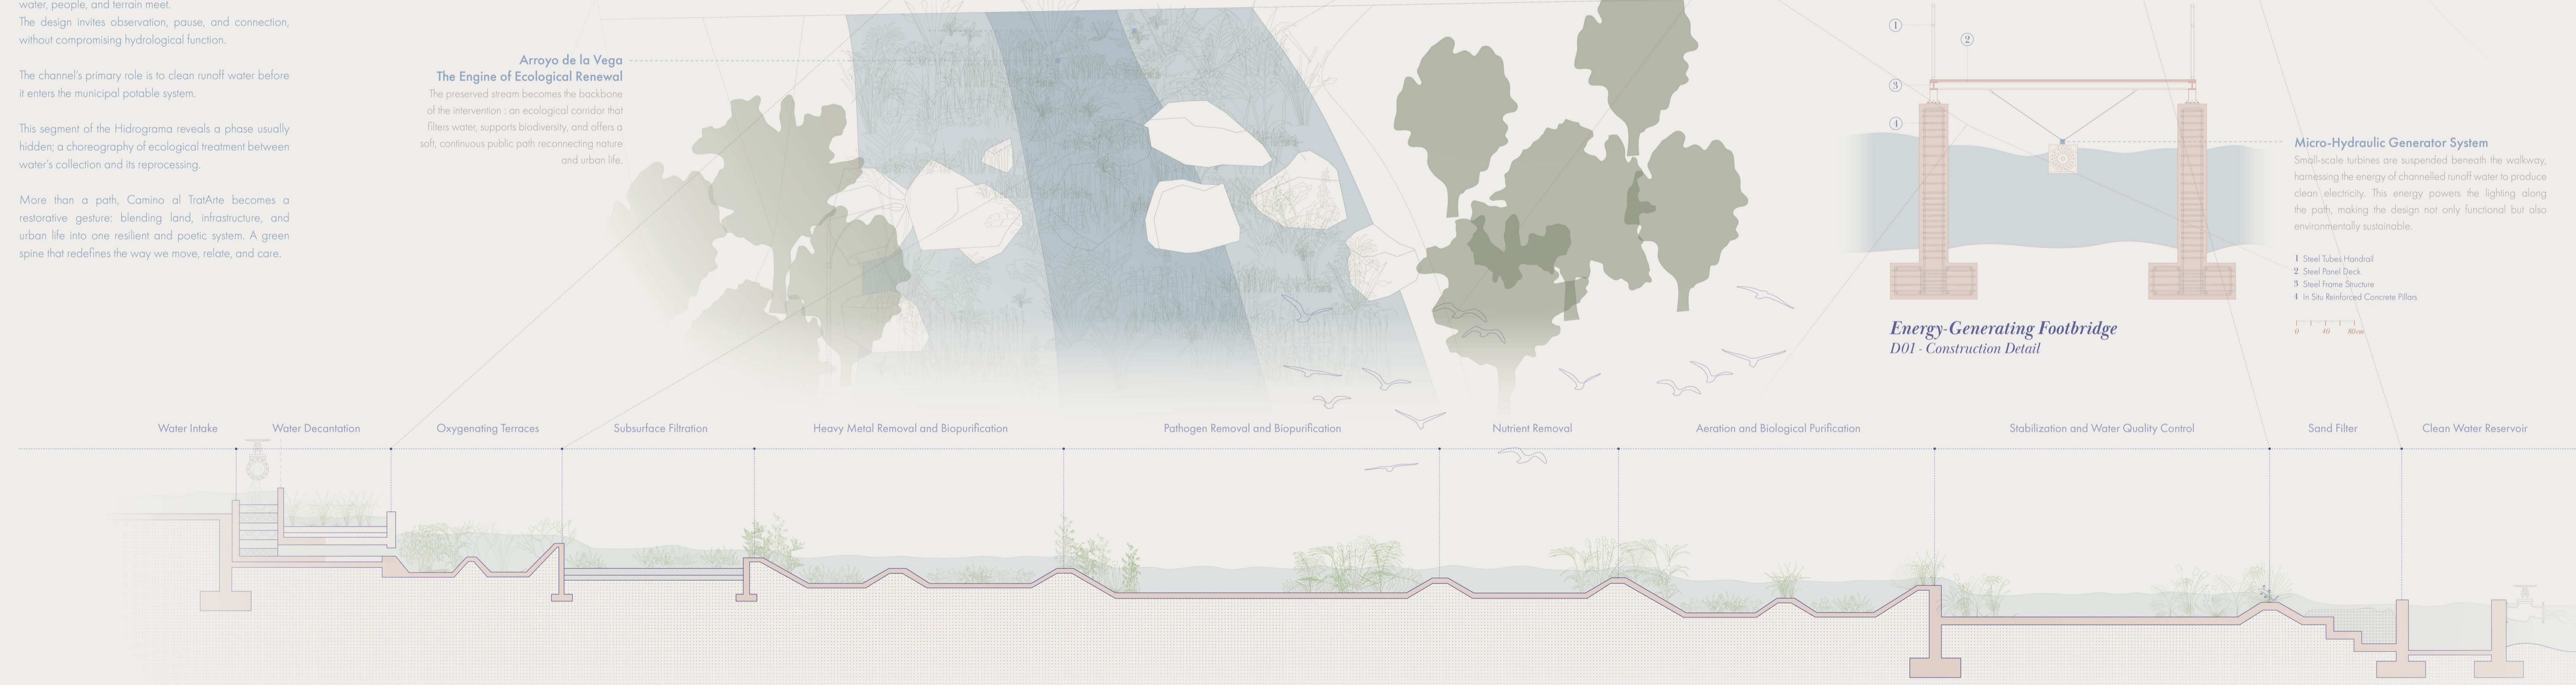 water, people, and terrain meet.
The design invites observation, pause, and connection,
without compromising hydrological function.
The channel's primary role is to clean runoff water before
it enters the municipal potable system.
This segment of the Hidrograma reveals a phase usually
hidden; a choreography of ecological treatment between
water's collection and its reprocessing.
More than a path, Camino al TratArte becomes a
restorative gesture: blending land, infrastructure, and
urban life into one resilient and poetic system. A green
spine that redefines the way we move, relate, and care.
Arroyo de la Vega
The Engine of Ecological Renewal
The preserved stream becomes the backbone
of the intervention : an ecological corridor that
filters water, supports biodiversity, and offers a
soft, continuous public path reconnecting nature
and urban life.
1
2
3
4
Micro-Hydraulic Generator System
Small-scale turbines are suspended beneath the walkway,
harnessing the energy of channelled runoff water to produce
clean electricity. This energy powers the lighting along
the path, making the design not only functional but also
environmentally sustainable.
1 Steel Tubes Handrail
2 Steel Panel Deck
3 Steel Frame Structure
4 In Situ Reinforced Concrete Pillars
0 40 80cm
Energy-Generating Footbridge
D01 - Construction Detail
Water Intake
Water Decantation
Oxygenating Terraces
Subsurface Filtration
Heavy Metal Removal and Biopurification
Pathogen Removal and Biopurification
Nutrient Removal
Aeration and Biological Purification
Stabilization and Water Quality Control
Sand Filter
Clean Water Reservoir